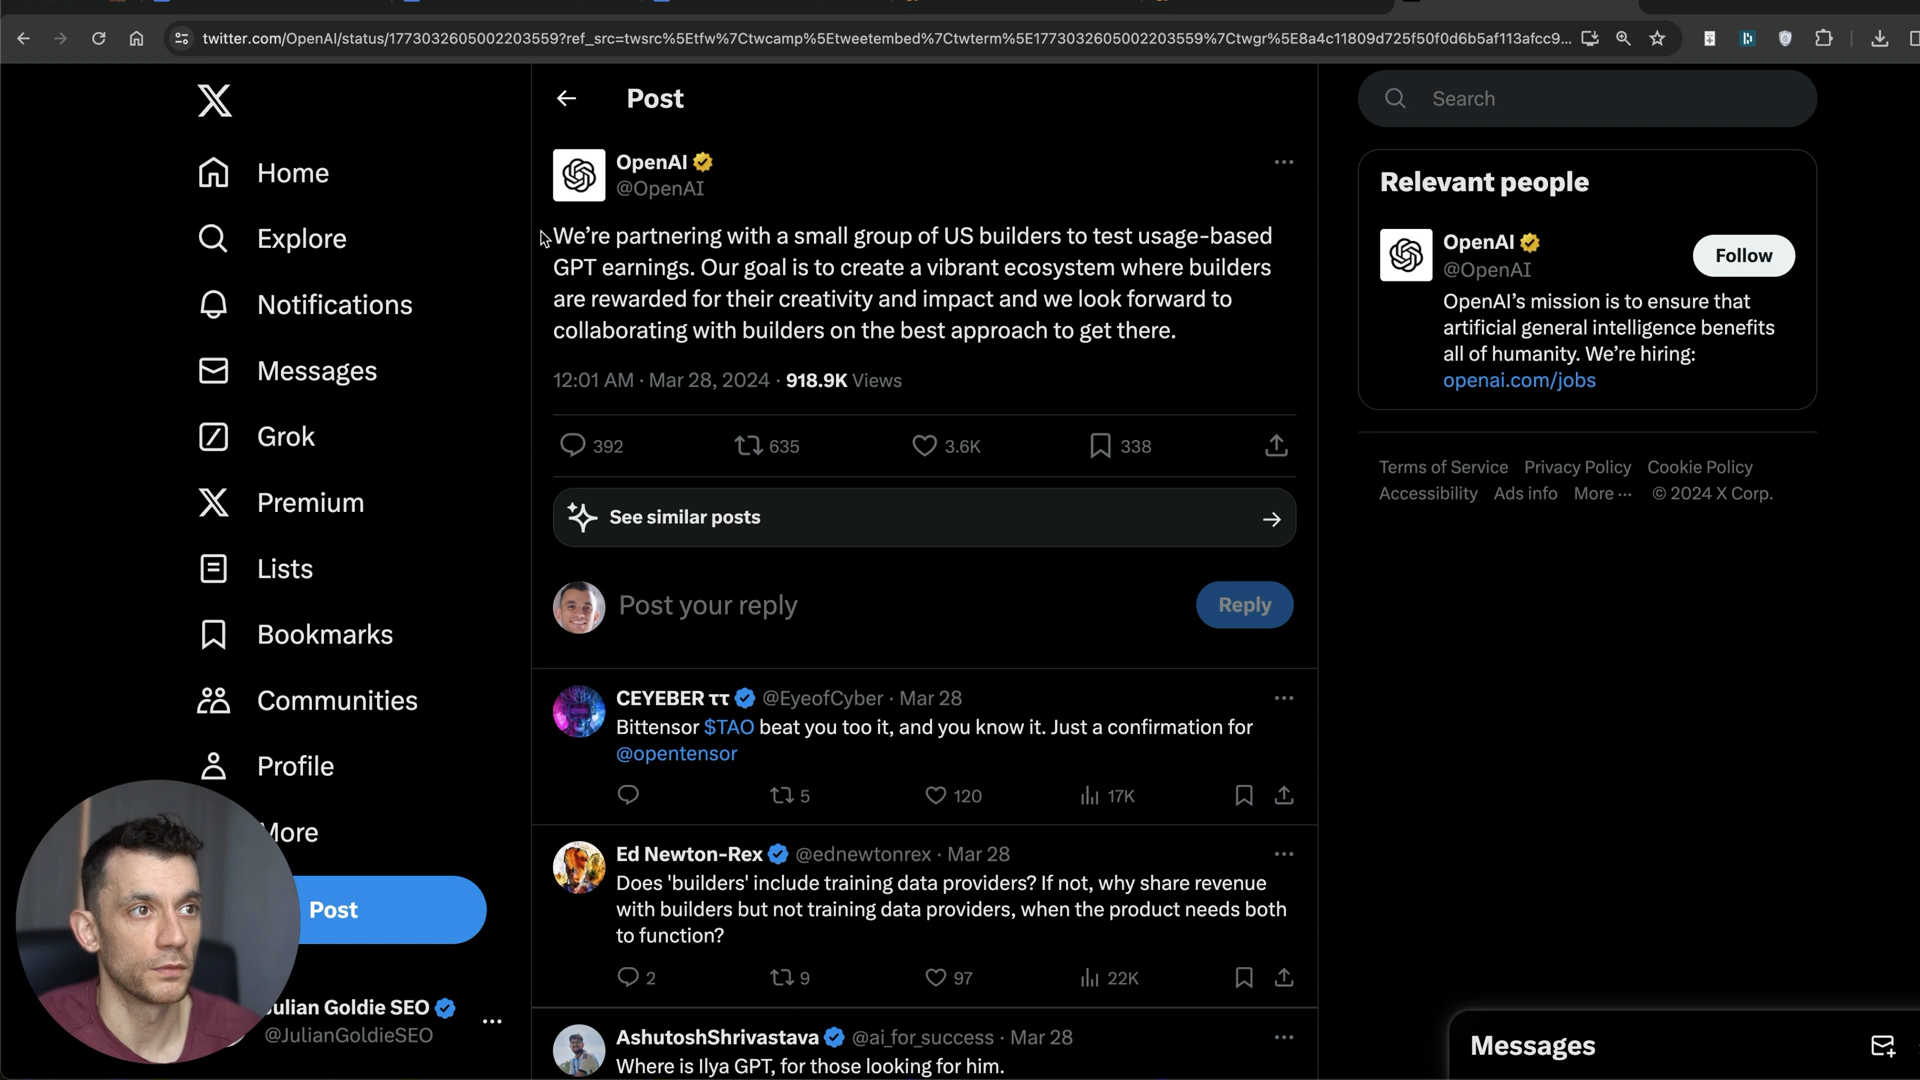 twitter.com/OpenAI/status/1773032605002203559?ref_src=twsrc%5Etfw%7Ctwcamp%5Etweetembed%7Ctwterm%5E1773032605002203559%7Ctwgr%5E8a4c11809d725f50f0d6b5af113afcc9...
Home
Explore
Notifications
Messages
Grok
Premium
Lists
Bookmarks
Communities
Profile
More
Post
Julian Goldie SEO
@JulianGoldieSEO
Post
OpenAI
@OpenAI
We're partnering with a small group of US builders to test usage-based
GPT earnings. Our goal is to create a vibrant ecosystem where builders
are rewarded for their creativity and impact and we look forward to
collaborating with builders on the best approach to get there.
12:01 AM · Mar 28, 2024 · 918.9K Views
392 635 3.6K 338
See similar posts
Post your reply
Reply
CEYEBER ττ @EyeofCyber · Mar 28
Bittensor $TAO beat you too it, and you know it. Just a confirmation for
@opentensor
5 120 17K
Ed Newton-Rex @ednewtonrex · Mar 28
Does 'builders' include training data providers? If not, why share revenue
with builders but not training data providers, when the product needs both
to function?
2 9 97 22K
AshutoshShrivastava @ai_for_success · Mar 28
Where is Ilya GPT, for those looking for him.
Search
Relevant people
OpenAI
@OpenAI
Follow
OpenAI's mission is to ensure that
artificial general intelligence benefits
all of humanity. We're hiring:
openai.com/jobs
Terms of Service Privacy Policy Cookie Policy
Accessibility Ads info More ··· © 2024 X Corp.
Messages